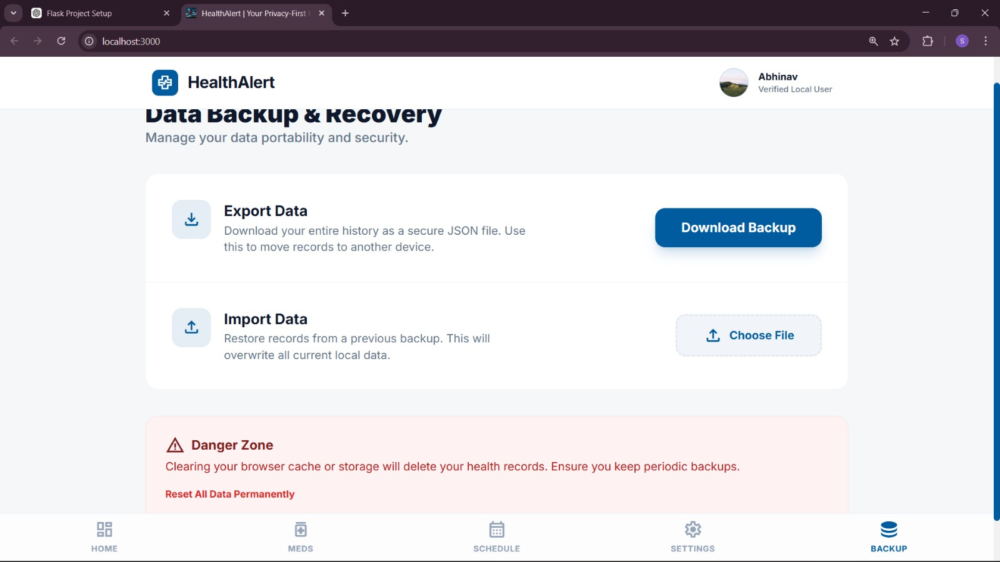 Flask Project Setup
HealthAlert | Your Privacy-First
localhost:3000
S
HealthAlert
Abhinav
Verified Local User
Data Backup & Recovery
Manage your data portability and security.
Export Data
Download your entire history as a secure JSON file. Use
this to move records to another device.
Download Backup
Import Data
Restore records from a previous backup. This will
overwrite all current local data.
Choose File
Danger Zone
Clearing your browser cache or storage will delete your health records. Ensure you keep periodic backups.
Reset All Data Permanently
HOME
MEDS
SCHEDULE
SETTINGS
BACKUP